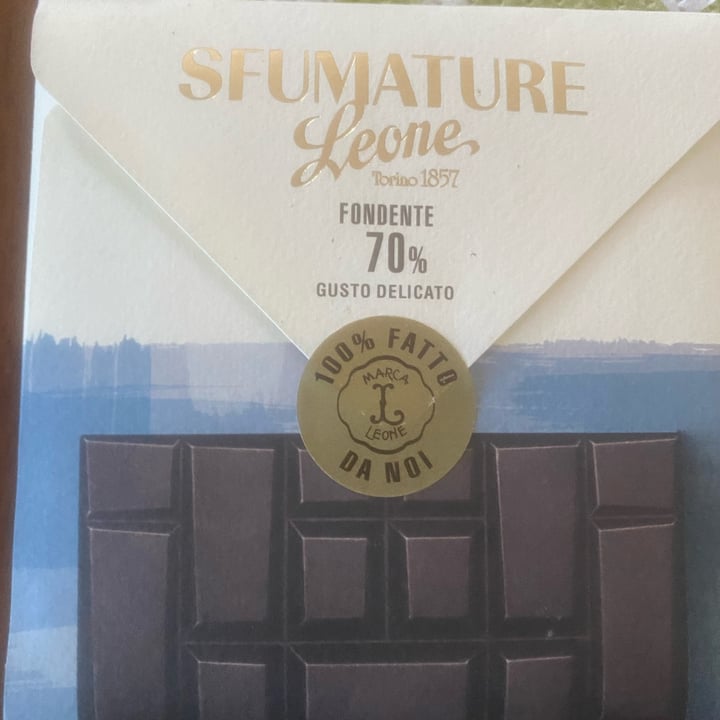 SFUMATURE
Leone
Torino 1857
FONDENTE
70%
GUSTO DELICATO
100% FATTO
MARCA
L
LEONE
DA NOI